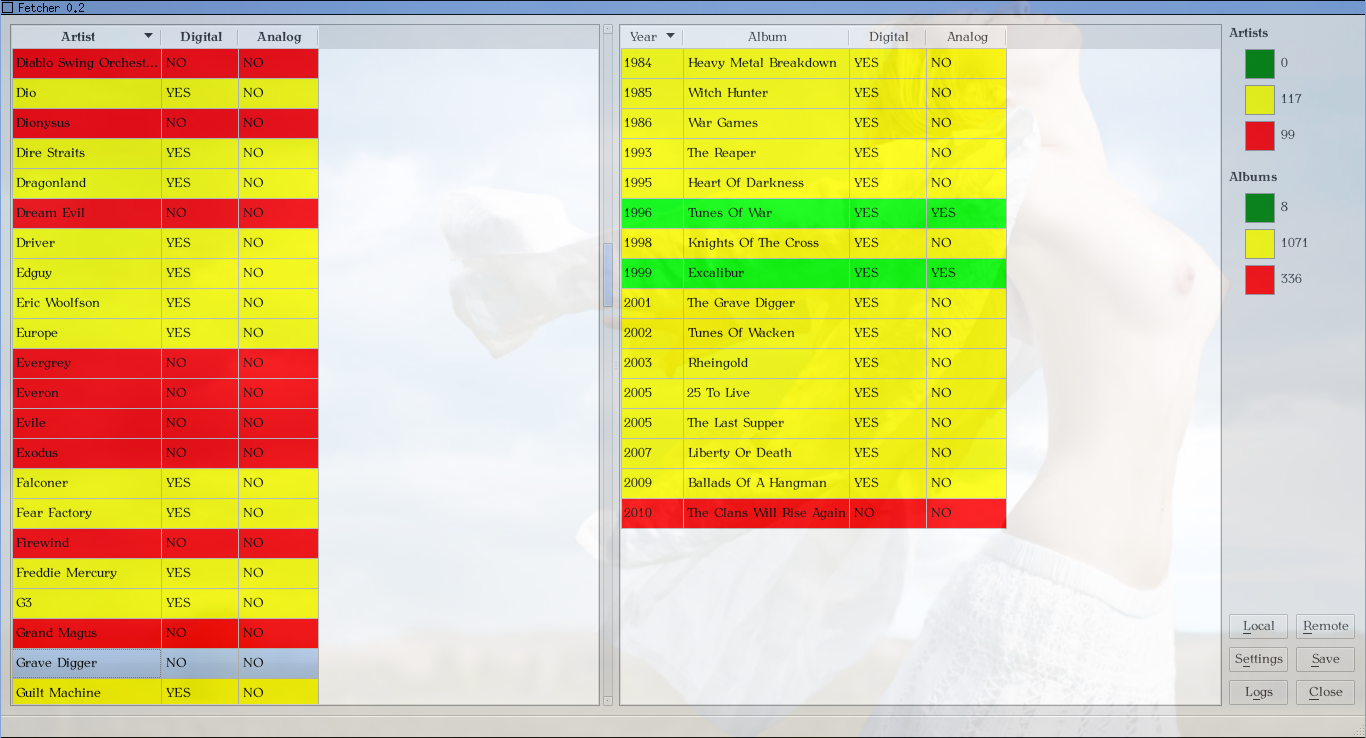 Fetcher 0.2
Artist Digital Analog
Diablo Swing Orchest... NO NO
Dio YES NO
Dionysus NO NO
Dire Straits YES NO
Dragonland YES NO
Dream Evil NO NO
Driver YES NO
Edguy YES NO
Eric Woolfson YES NO
Europe YES NO
Evergrey NO NO
Everon NO NO
Evile NO NO
Exodus NO NO
Falconer YES NO
Fear Factory YES NO
Firewind NO NO
Freddie Mercury YES NO
G3 YES NO
Grand Magus NO NO
Grave Digger NO NO
Guilt Machine YES NO
Year Album Digital Analog
1984 Heavy Metal Breakdown YES NO
1985 Witch Hunter YES NO
1986 War Games YES NO
1993 The Reaper YES NO
1995 Heart Of Darkness YES NO
1996 Tunes Of War YES YES
1998 Knights Of The Cross YES NO
1999 Excalibur YES YES
2001 The Grave Digger YES NO
2002 Tunes Of Wacken YES NO
2003 Rheingold YES NO
2005 25 To Live YES NO
2005 The Last Supper YES NO
2007 Liberty Or Death YES NO
2009 Ballads Of A Hangman YES NO
2010 The Clans Will Rise Again NO NO
Artists
0
117
99
Albums
8
1071
336
Local Remote
Settings Save
Logs Close